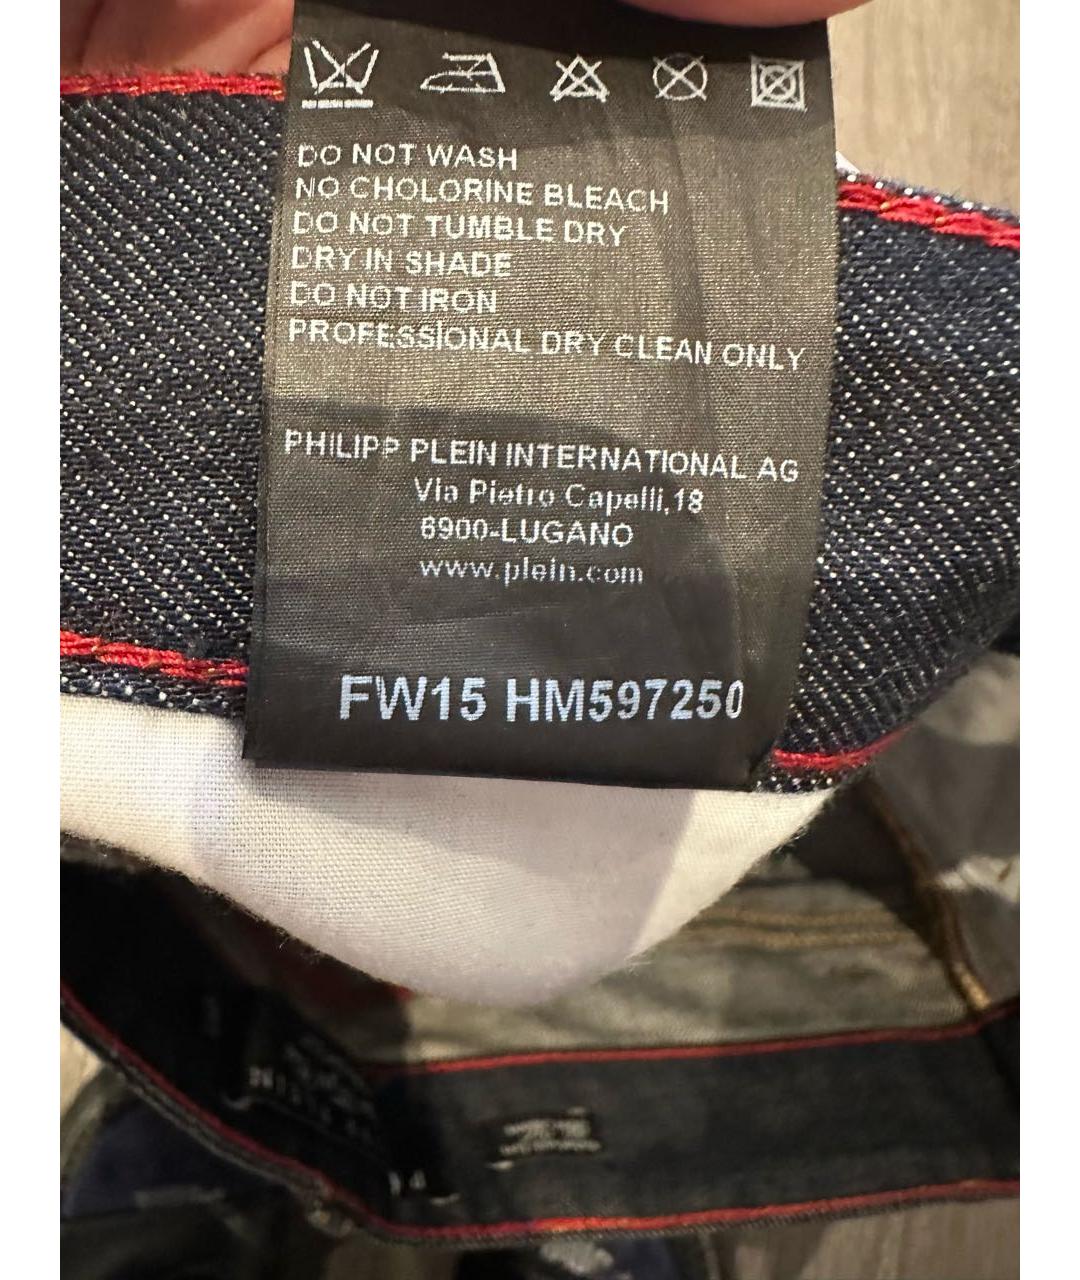 DO NOT WASH
NO CHOLORINE BLEACH
DO NOT TUMBLE DRY
DRY IN SHADE
DO NOT IRON
PROFESSIONAL DRY CLEAN ONLY
PHILIPP PLEIN INTERNATIONAL AG
Via Pietro Capelli,18
6900-LUGANO
www.plein.com
FW15 HM597250